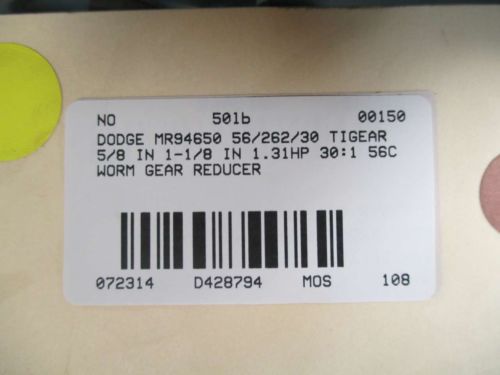 NO 501b 00150
DODGE MR94650 56/262/30 TIGEAR
5/8 IN 1-1/8 IN 1.31HP 30:1 56C
WORM GEAR REDUCER
072314 D428794 MOS 108